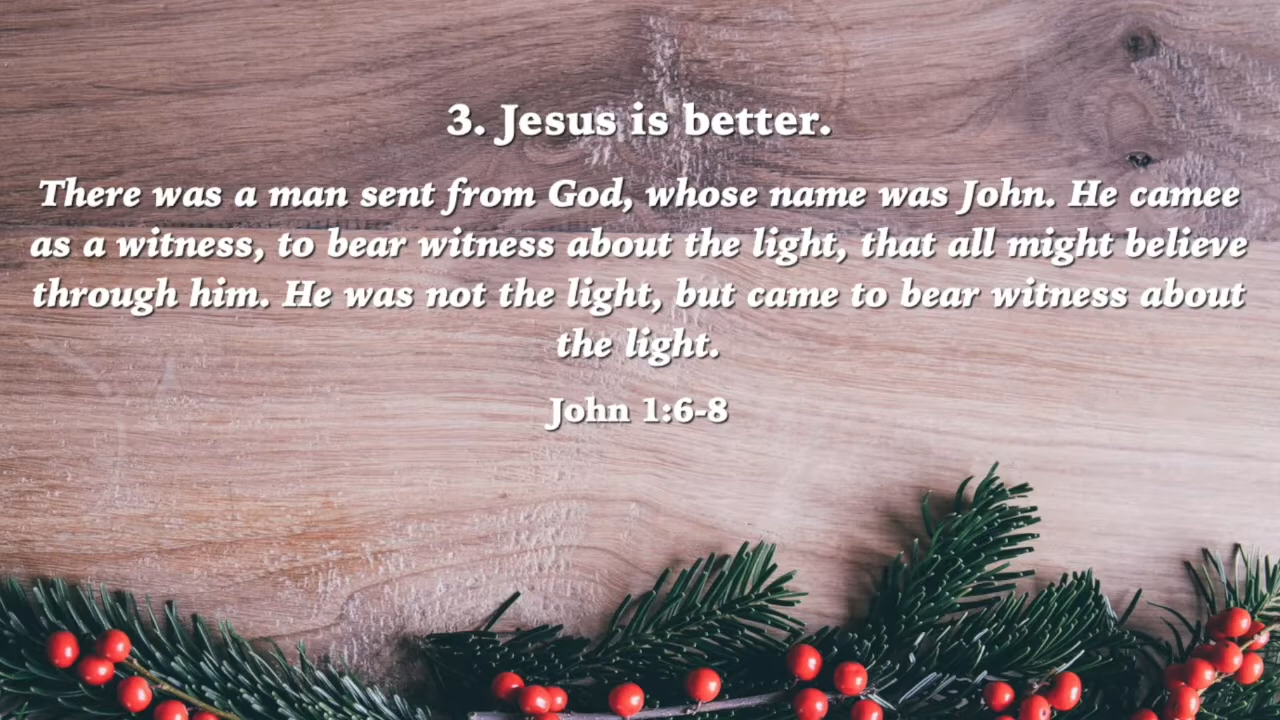 3. Jesus is better.
There was a man sent from God, whose name was John. He camee
as a witness, to bear witness about the light, that all might believe
through him. He was not the light, but came to bear witness about
the light.
John 1:6-8